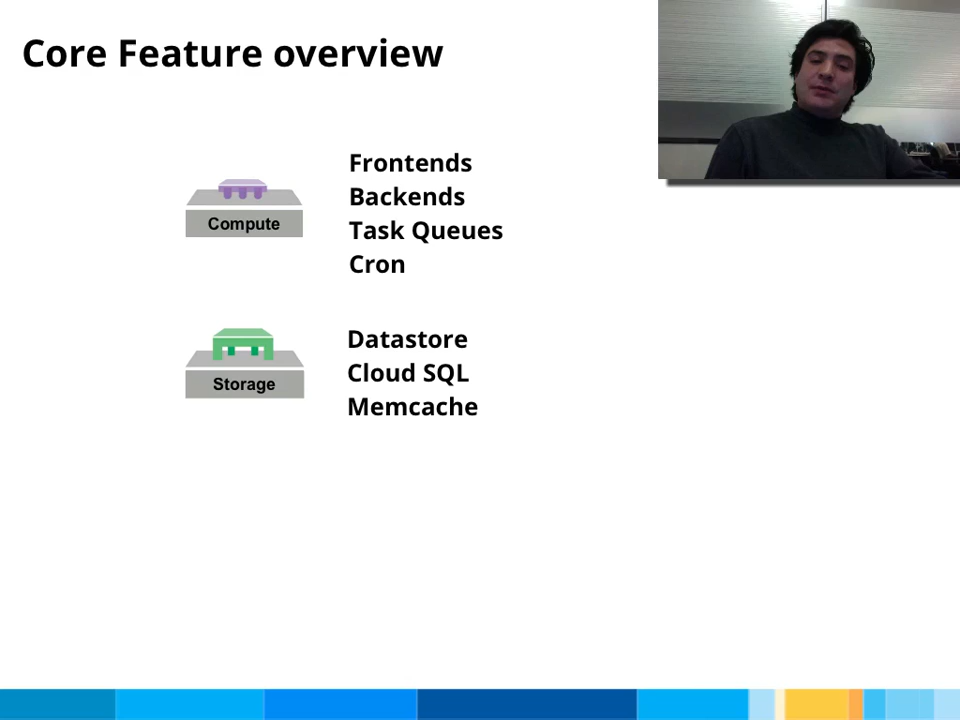 Core Feature overview
Compute
Frontends
Backends
Task Queues
Cron
Storage
Datastore
Cloud SQL
Memcache